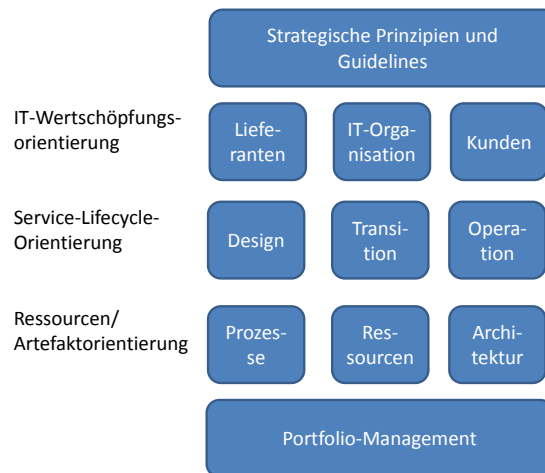 Strategische Prinzipien und
Guidelines
IT-Wertschöpfungs-
orientierung
Liefe-
ranten
IT-Orga-
nisation
Kunden
Service-Lifecycle-
Orientierung
Design
Transi-
tion
Opera-
tion
Ressourcen/
Artefaktorientierung
Prozes-
se
Res-
sourcen
Archi-
tektur
Portfolio-Management